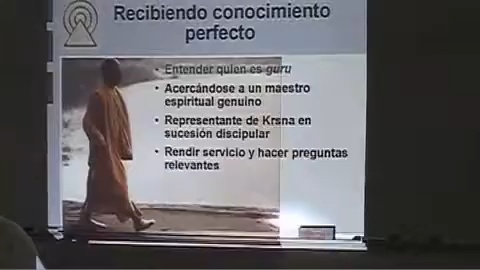 Recibiendo conocimiento
perfecto
• Entender quien es guru
• Acercándose a un maestro
espiritual genuino
• Representante de Krsna en
sucesión discipular
• Rendir servicio y hacer preguntas
relevantes